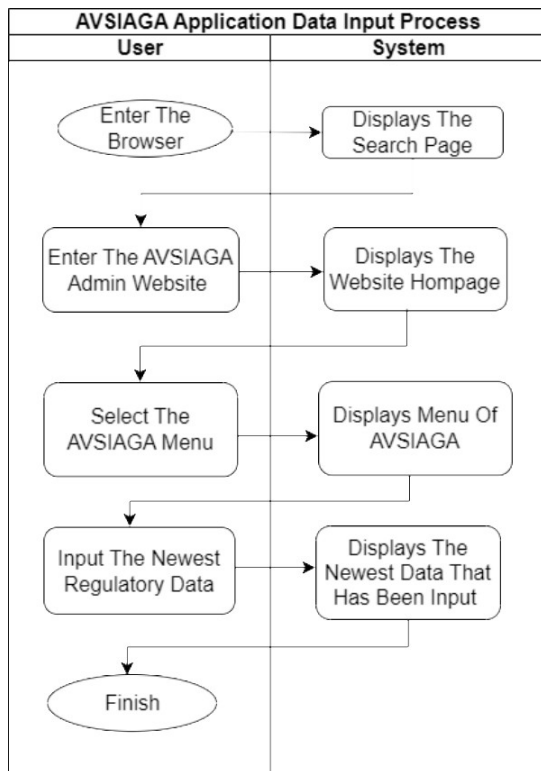 AVSIAGA Application Data Input Process
User
System
Enter The
Browser
Displays The
Search Page
Enter The AVSIAGA
Admin Website
Displays The
Website Hompage
Select The
AVSIAGA Menu
Displays Menu Of
AVSIAGA
Input The Newest
Regulatory Data
Displays The
Newest Data That
Has Been Input
Finish